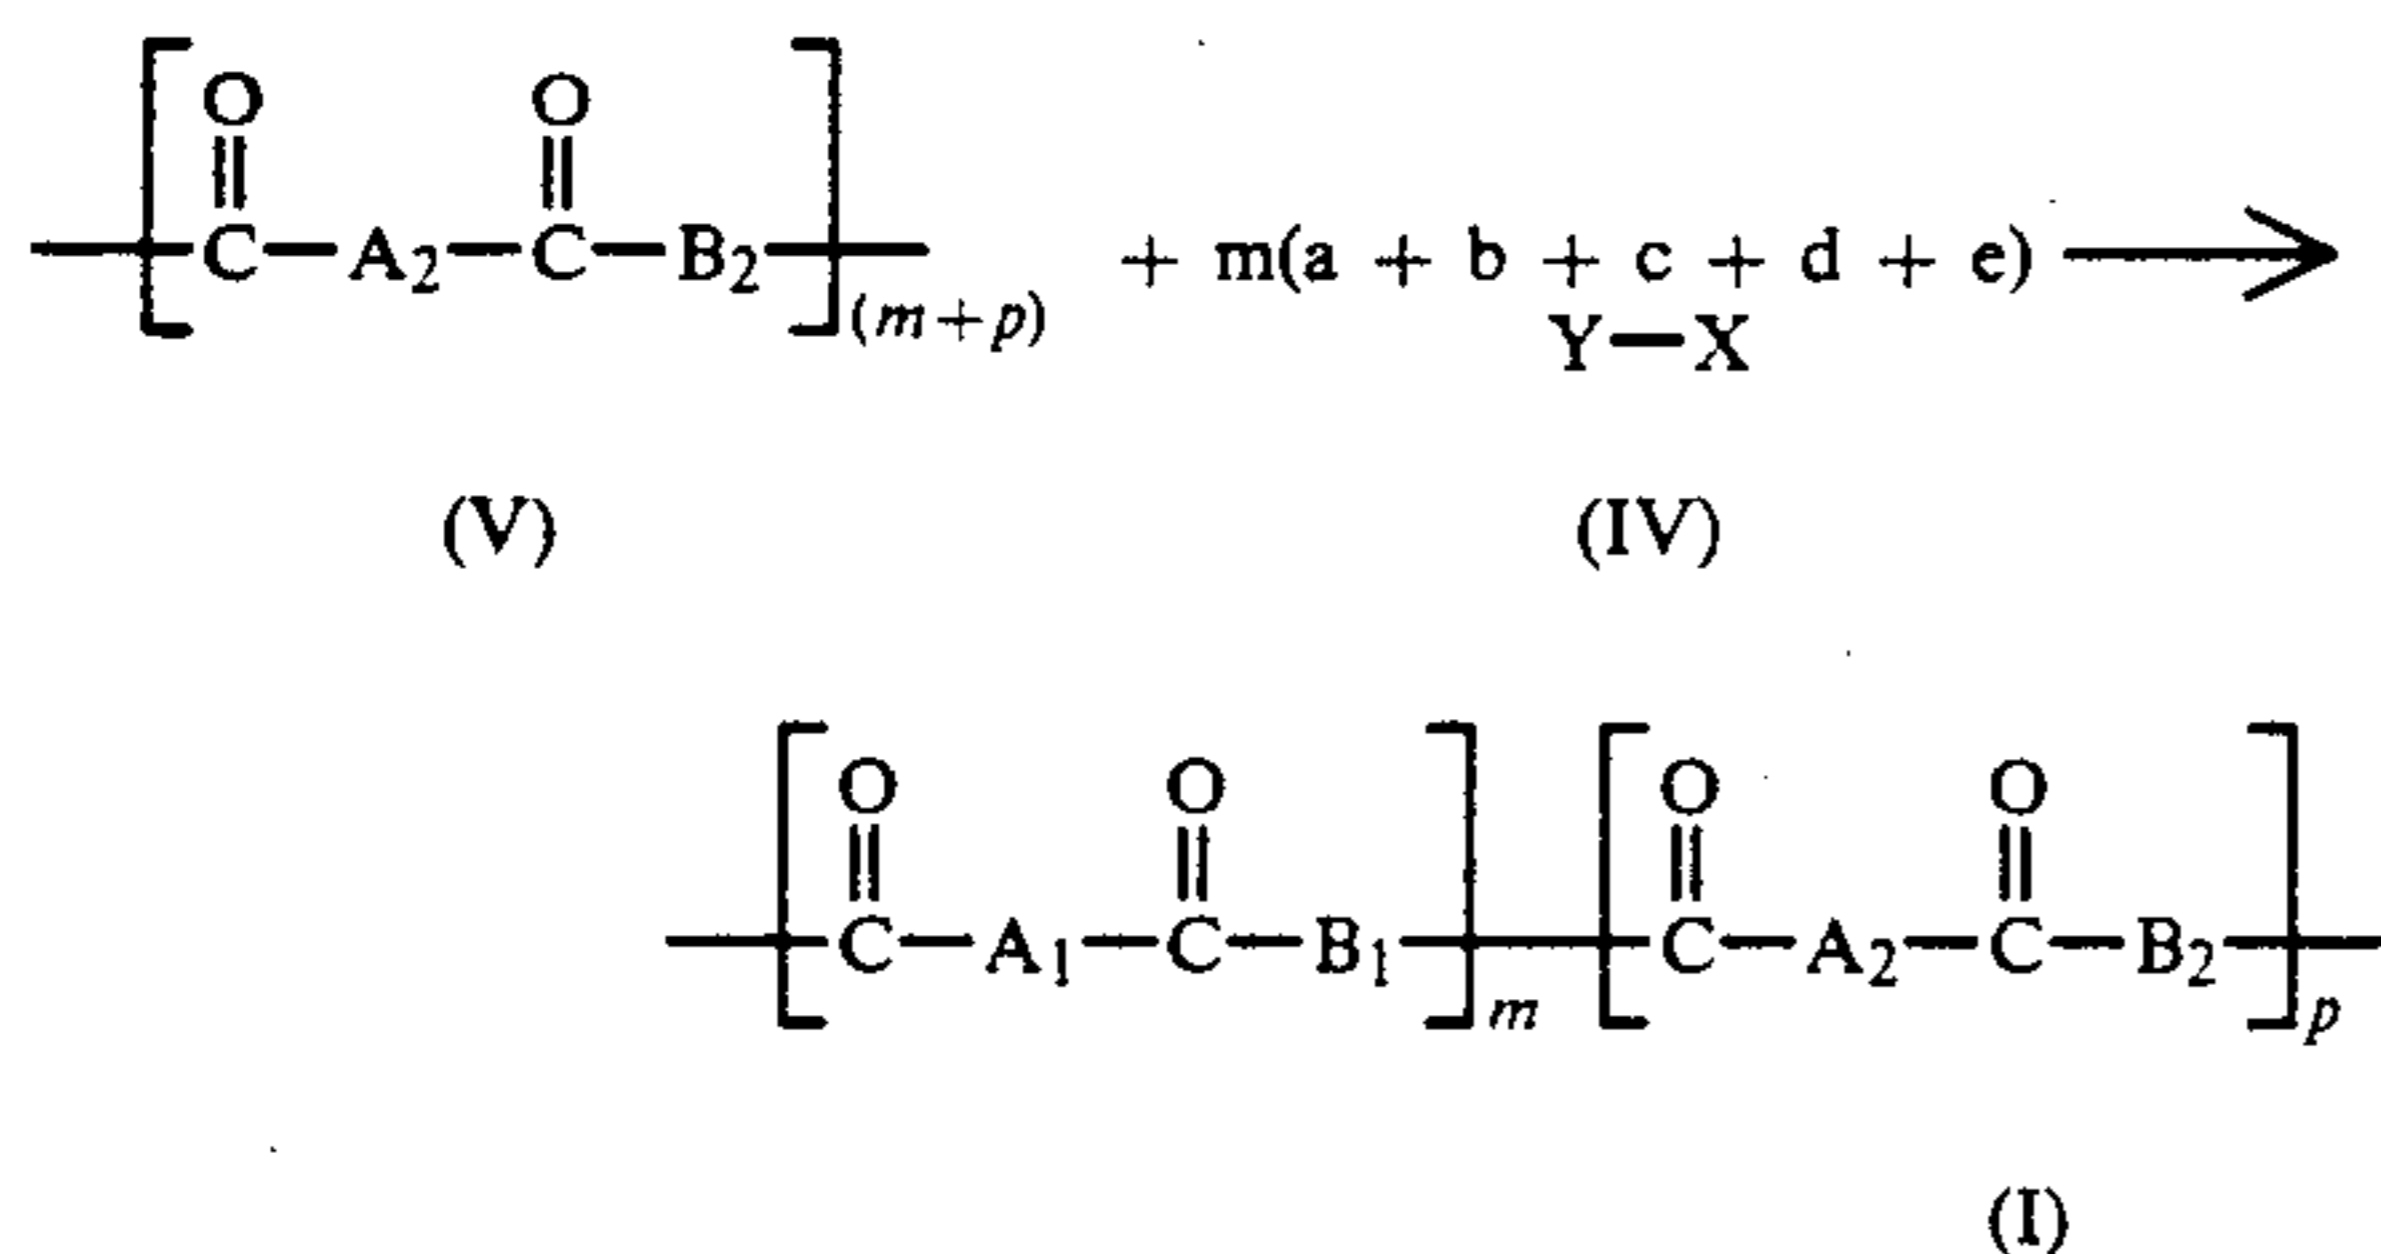 O O
C—A2—C—B2 (m+p) + m(a + b + c + d + e)
Y—X
(V) (IV)
O O O O
C—A1—C—B1 m C—A2—C—B2 p
(I)